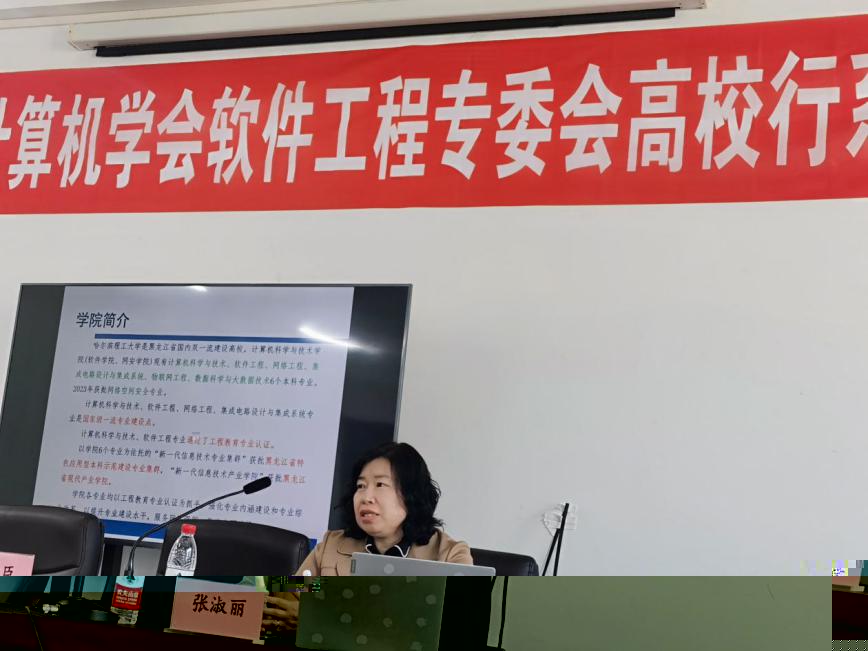 计算机学会软件工程专委会高校行系
学院简介
哈尔滨理工大学是黑龙江省国内双一流建设高校，计算机科学与技术学
院(软件学院、网安学院)现有计算机科学与技术、软件工程、网络工程、集
成电路设计与集成系统、物联网工程、数据科学与大数据技术6个本科专业。
2023年获批网络空间安全专业。
计算机科学与技术、软件工程、网络工程、集成电路设计与集成系统专
业是国家级一流专业建设点。
计算机科学与技术、软件工程专业通过了工程教育专业认证。
以学院6个专业为依托的“新一代信息技术专业集群”获批黑龙江省特
色应用型本科示范建设专业集群，“新一代信息技术产业学院”获批黑龙江
省现代产业学院。
学院各专业均以工程教育专业认证为抓手，强化专业内涵建设和专业综
以提升专业建设水平，服务
臣
张淑丽